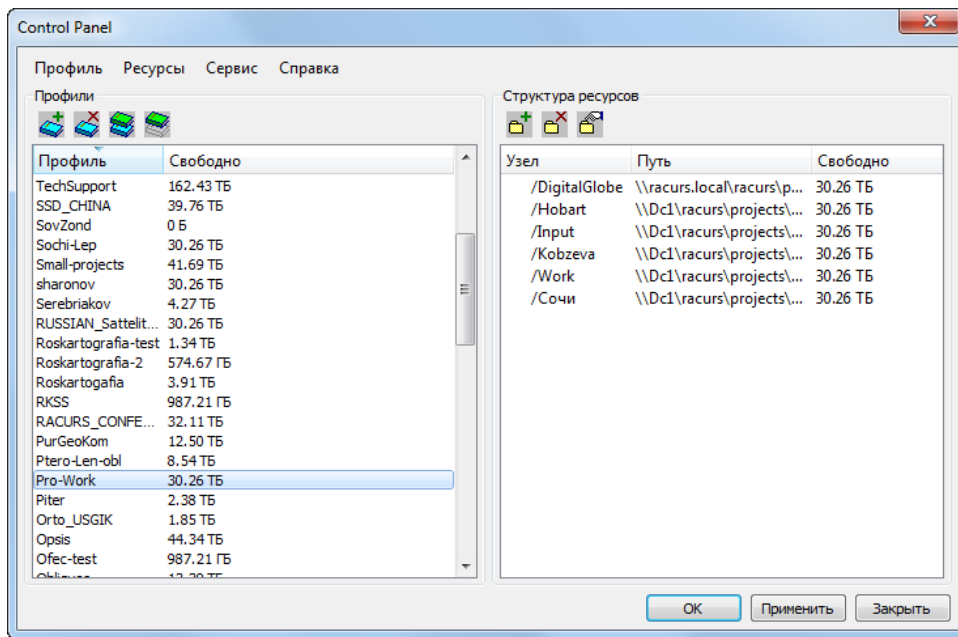 Control Panel
Профиль Ресурсы Сервис Справка
Профили
Профиль Свободно
TechSupport 162.43 ТБ
SSD_CHINA 39.76 ТБ
SovZond 0 Б
Sochi-Lep 30.26 ТБ
Small-projects 41.69 ТБ
sharonov 30.26 ТБ
Serebriakov 4.27 ТБ
RUSSIAN_Sattelit... 30.26 ТБ
Roskartografia-test 1.34 ТБ
Roskartografia-2 574.67 ГБ
Roskartogafia 3.91 ТБ
RKSS 987.21 ГБ
RACURS_CONFE... 32.11 ТБ
PurGeoKom 12.50 ТБ
Ptero-Len-obl 8.54 ТБ
Pro-Work 30.26 ТБ
Piter 2.38 ТБ
Orto_USGIK 1.85 ТБ
Opsis 44.34 ТБ
Ofec-test 987.21 ГБ
Структура ресурсов
Узел Путь Свободно
/DigitalGlobe \\racurs.local\racurs\p... 30.26 ТБ
/Hobart \\Dc1\racurs\projects\... 30.26 ТБ
/Input \\Dc1\racurs\projects\... 30.26 ТБ
/Kobzeva \\Dc1\racurs\projects\... 30.26 ТБ
/Work \\Dc1\racurs\projects\... 30.26 ТБ
/Сочи \\Dc1\racurs\projects\... 30.26 ТБ
OK Применить Закрыть